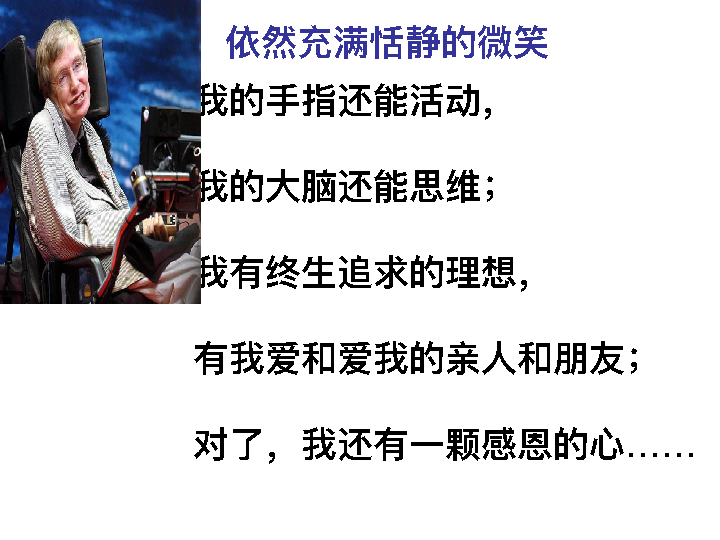 依然充满恬静的微笑
我的手指还能活动，
我的大脑还能思维；
我有终生追求的理想，
有我爱和爱我的亲人和朋友；
对了，我还有一颗感恩的心……